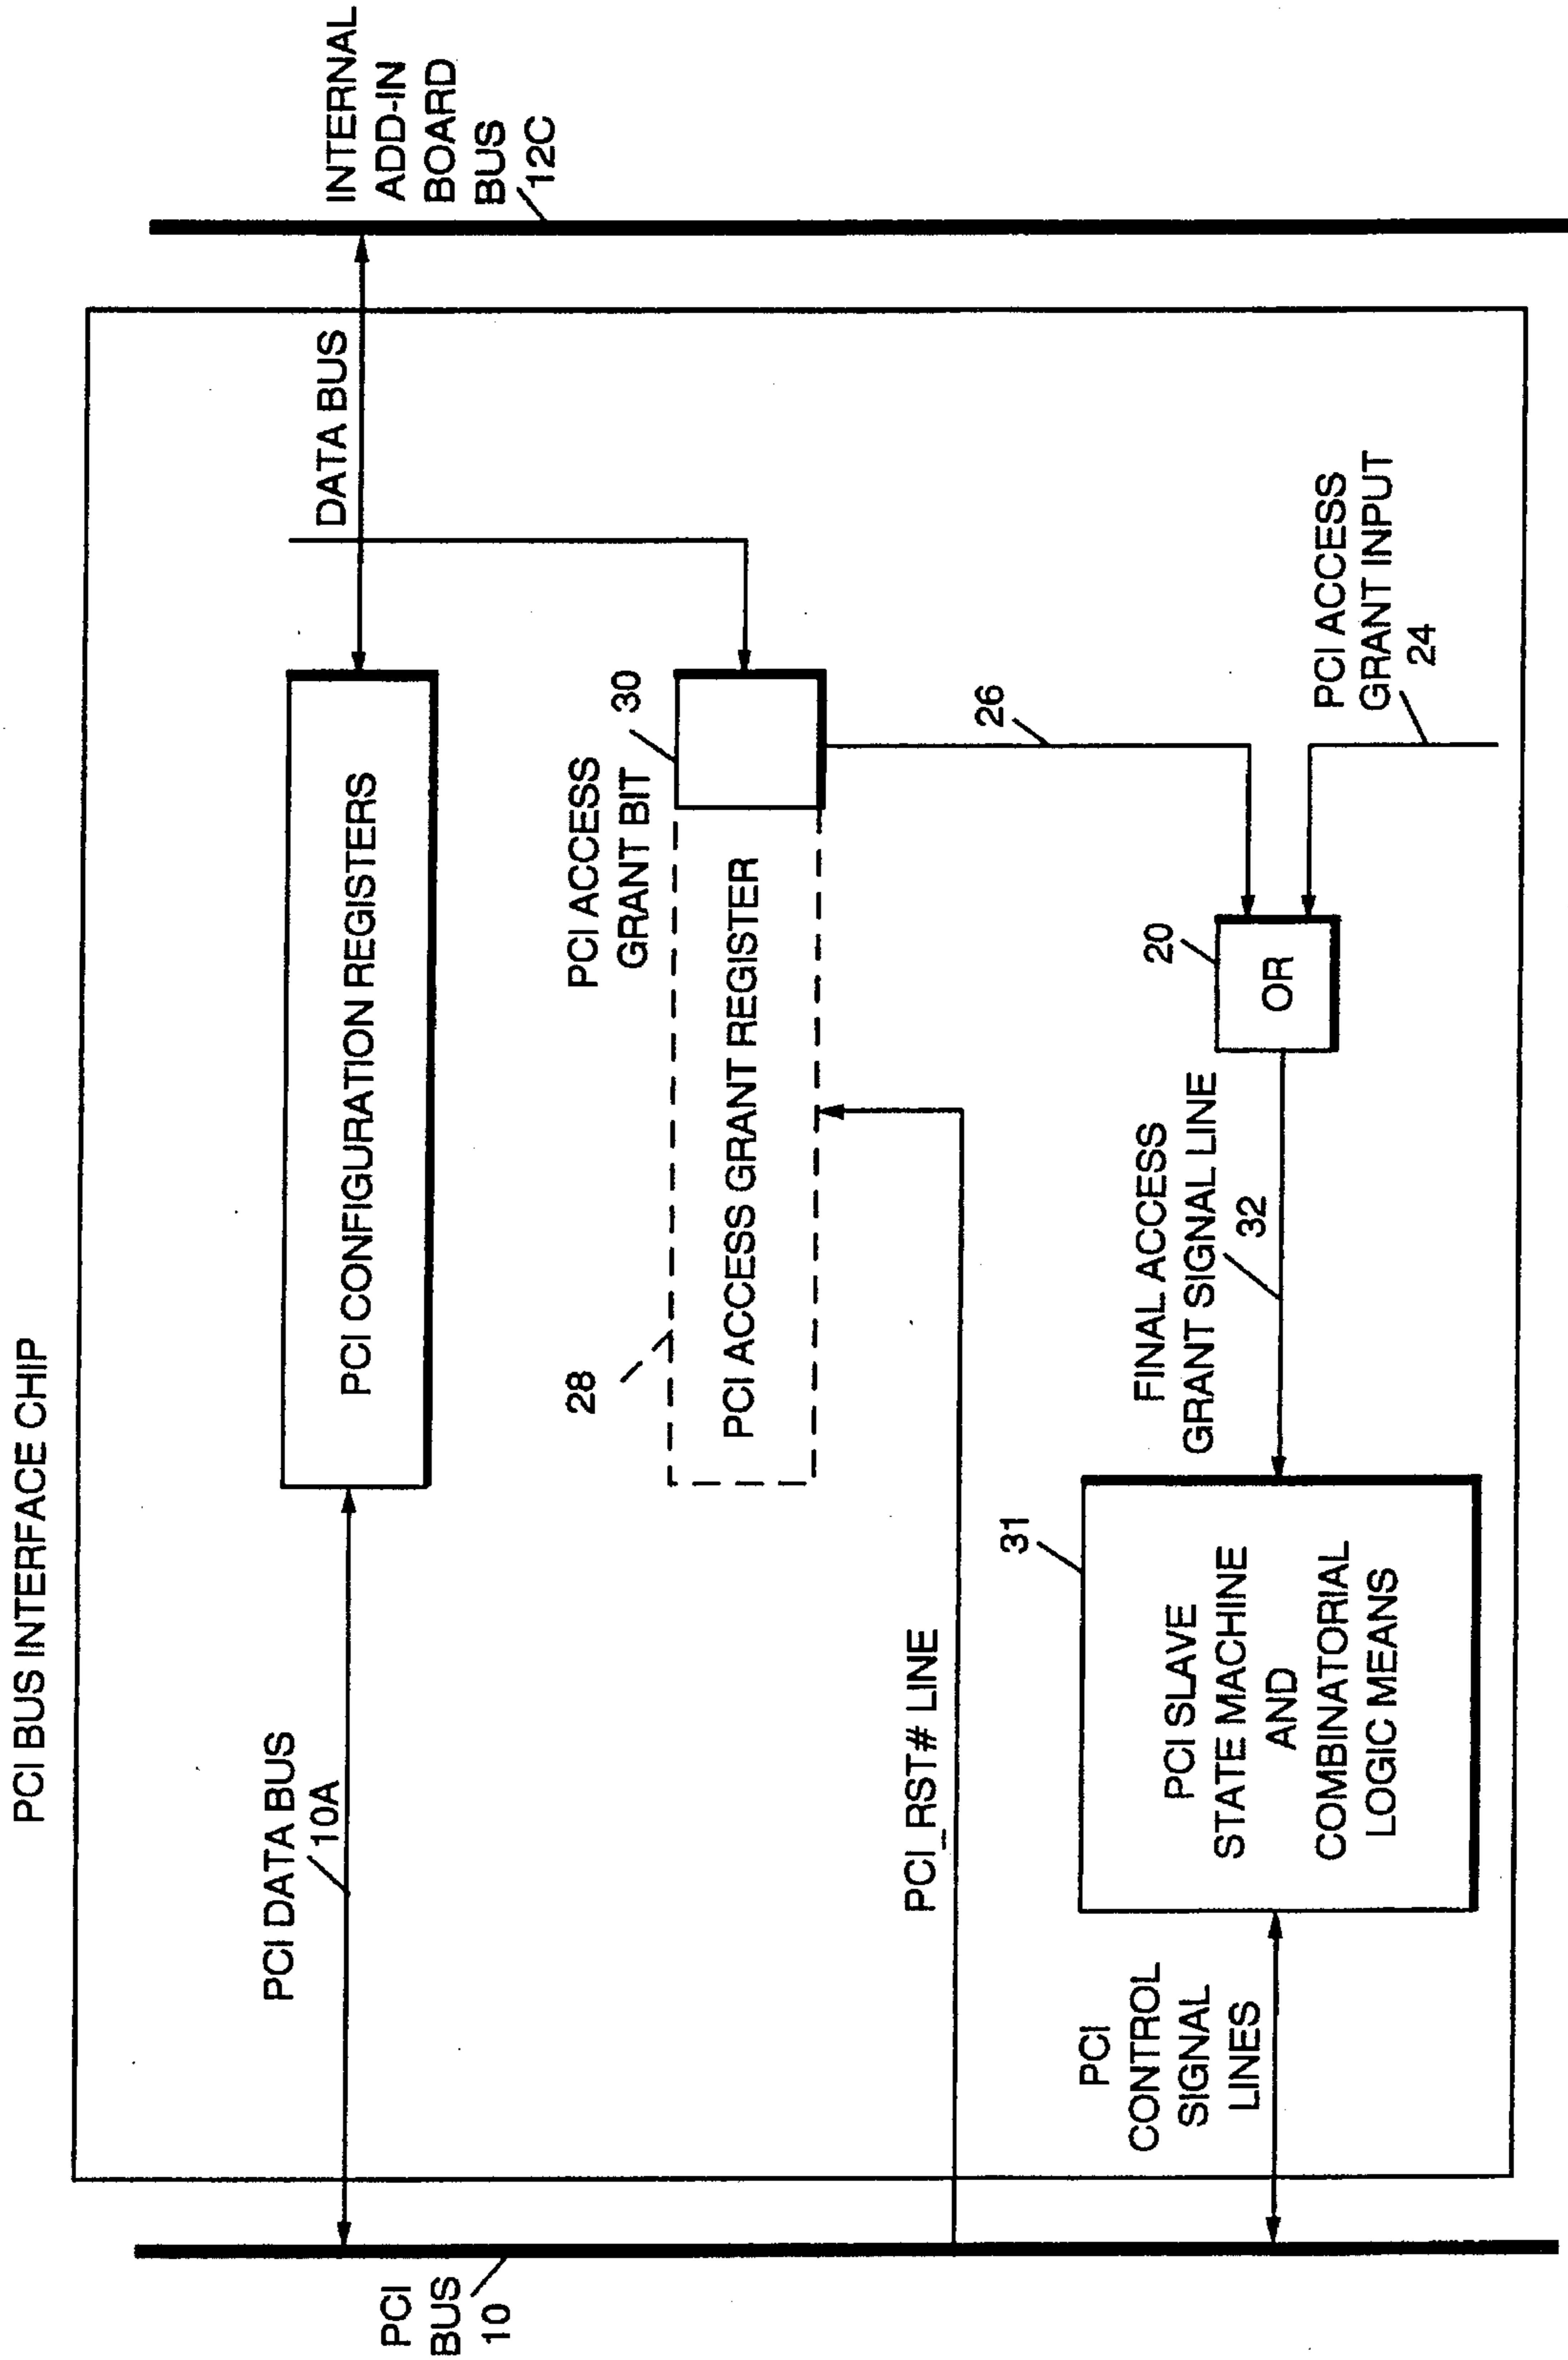 PCI BUS INTERFACE CHIP
PCI
BUS
10
PCI DATA BUS
10A
PCI CONFIGURATION REGISTERS
DATA BUS
INTERNAL
ADD-IN
BOARD
BUS
12C
28
PCI ACCESS
GRANT BIT
30
PCI ACCESS GRANT REGISTER
PCI_RST# LINE
26
PCI
CONTROL
SIGNAL
LINES
31
PCI SLAVE
STATE MACHINE
AND
COMBINATORIAL
LOGIC MEANS
FINAL ACCESS
GRANT SIGNAL LINE
32
20
OR
PCI ACCESS
GRANT INPUT
24